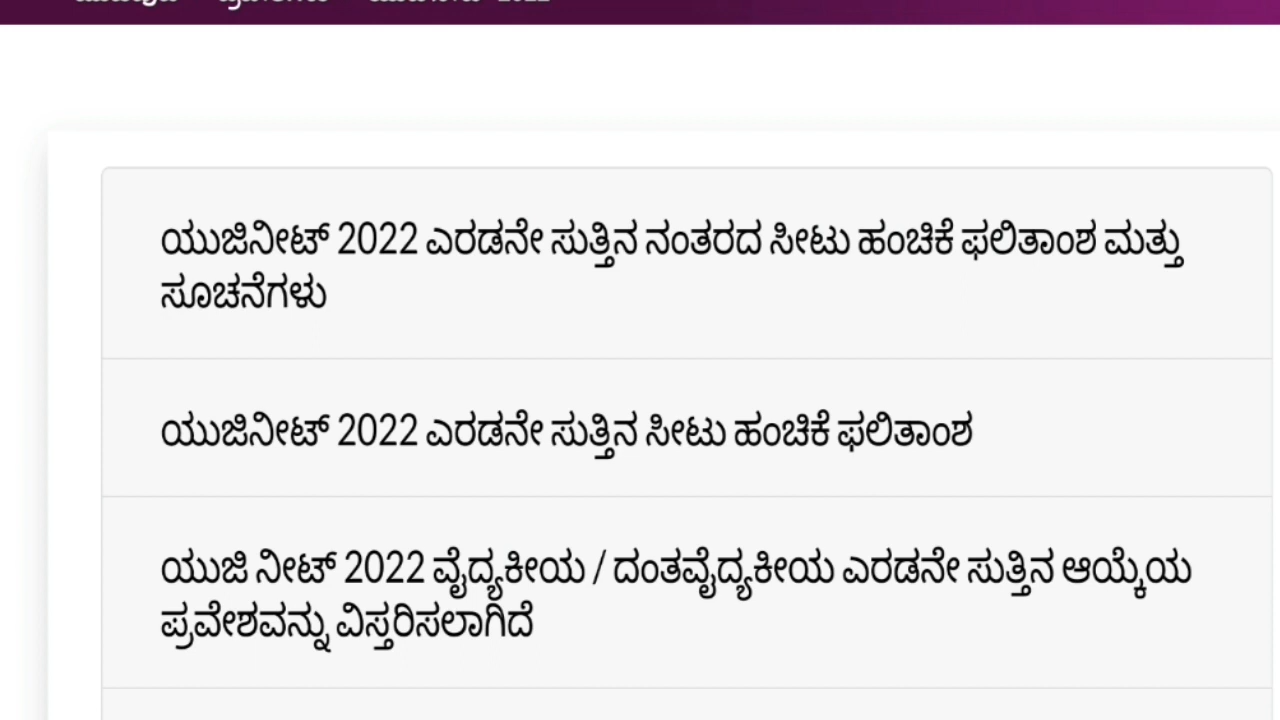 ಯುಜಿನೀಟ್ 2022 ಎರಡನೇ ಸುತ್ತಿನ ನಂತರದ ಸೀಟು ಹಂಚಿಕೆ ಫಲಿತಾಂಶ ಮತ್ತು
ಸೂಚನೆಗಳು
ಯುಜಿನೀಟ್ 2022 ಎರಡನೇ ಸುತ್ತಿನ ಸೀಟು ಹಂಚಿಕೆ ಫಲಿತಾಂಶ
ಯುಜಿ ನೀಟ್ 2022 ವೈದ್ಯಕೀಯ / ದಂತವೈದ್ಯಕೀಯ ಎರಡನೇ ಸುತ್ತಿನ ಆಯ್ಕೆಯ
ಪ್ರವೇಶವನ್ನು ವಿಸ್ತರಿಸಲಾಗಿದೆ